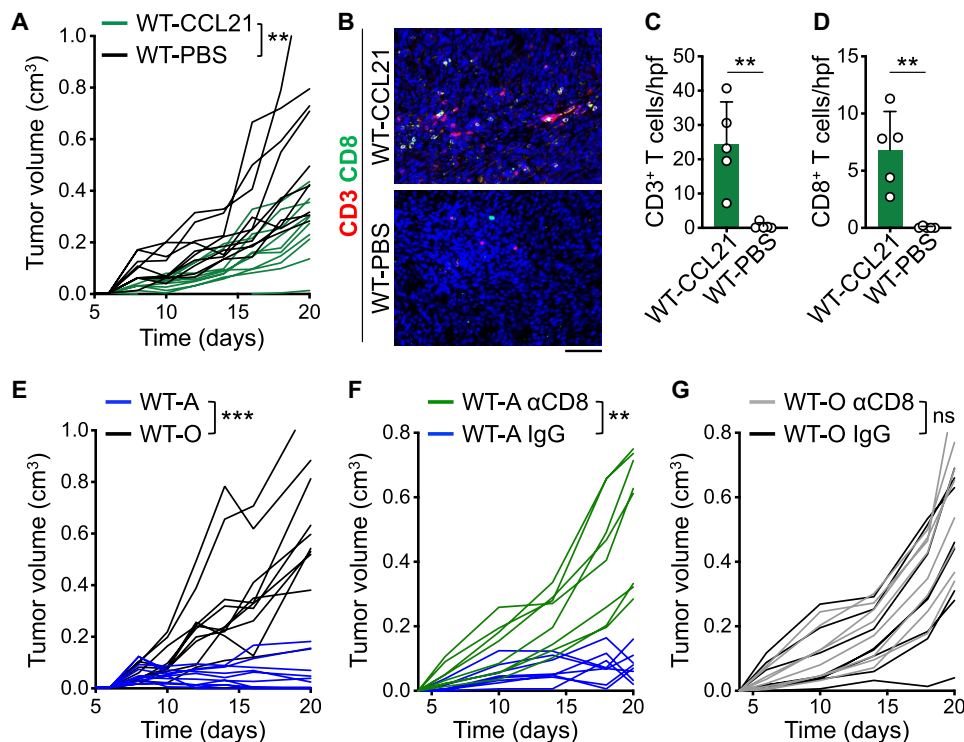 A
WT-CCL21
WT-PBS
**
Tumor volume (cm³)
1.0
0.8
0.6
0.4
0.2
0.0
5 10 15 20
Time (days)
B
CD3 CD8
WT-CCL21
WT-PBS
C
**
CD3⁺ T cells/hpf
50
40
30
20
10
0
WT-CCL21
WT-PBS
D
**
CD8⁺ T cells/hpf
15
10
5
0
WT-CCL21
WT-PBS
E
WT-A
WT-O
***
Tumor volume (cm³)
1.0
0.8
0.6
0.4
0.2
0.0
5 10 15 20
Time (days)
F
WT-A αCD8
WT-A IgG
**
Tumor volume (cm³)
0.8
0.6
0.4
0.2
0.0
5 10 15 20
Time (days)
G
WT-O αCD8
WT-O IgG
ns
Tumor volume (cm³)
0.8
0.6
0.4
0.2
0.0
5 10 15 20
Time (days)